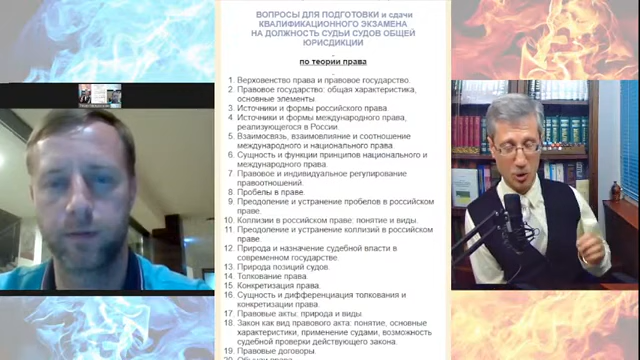 ВОПРОСЫ ДЛЯ ПОДГОТОВКИ и сдачи
КВАЛИФИКАЦИОННОГО ЭКЗАМЕНА
НА ДОЛЖНОСТЬ СУДЬИ СУДОВ ОБЩЕЙ
ЮРИСДИКЦИИ
по теории права
1. Верховенство права и правовое государство.
2. Правовое государство: общая характеристика,
основные элементы.
3. Источники и формы российского права.
4. Источники и формы международного права,
реализующегося в России.
5. Взаимосвязь, взаимовлияние и соотношение
международного и национального права.
6. Сущность и функции принципов национального и
международного права.
7. Правовое и индивидуальное регулирование
правоотношений.
8. Пробелы в праве.
9. Преодоление и устранение пробелов в российском
праве.
10. Коллизии в российском праве: понятие и виды.
11. Преодоление и устранение коллизий в российском
праве.
12. Природа и назначение судебной власти в
современном государстве.
13. Природа позиций судов.
14. Толкование права.
15. Конкретизация права.
16. Сущность и дифференциация толкования и
конкретизации права.
17. Правовые акты: природа и виды.
18. Закон как вид правового акта: понятие, основные
характеристики, применение судами, возможность
судебной проверки действующего закона.
19. Правовые договоры.